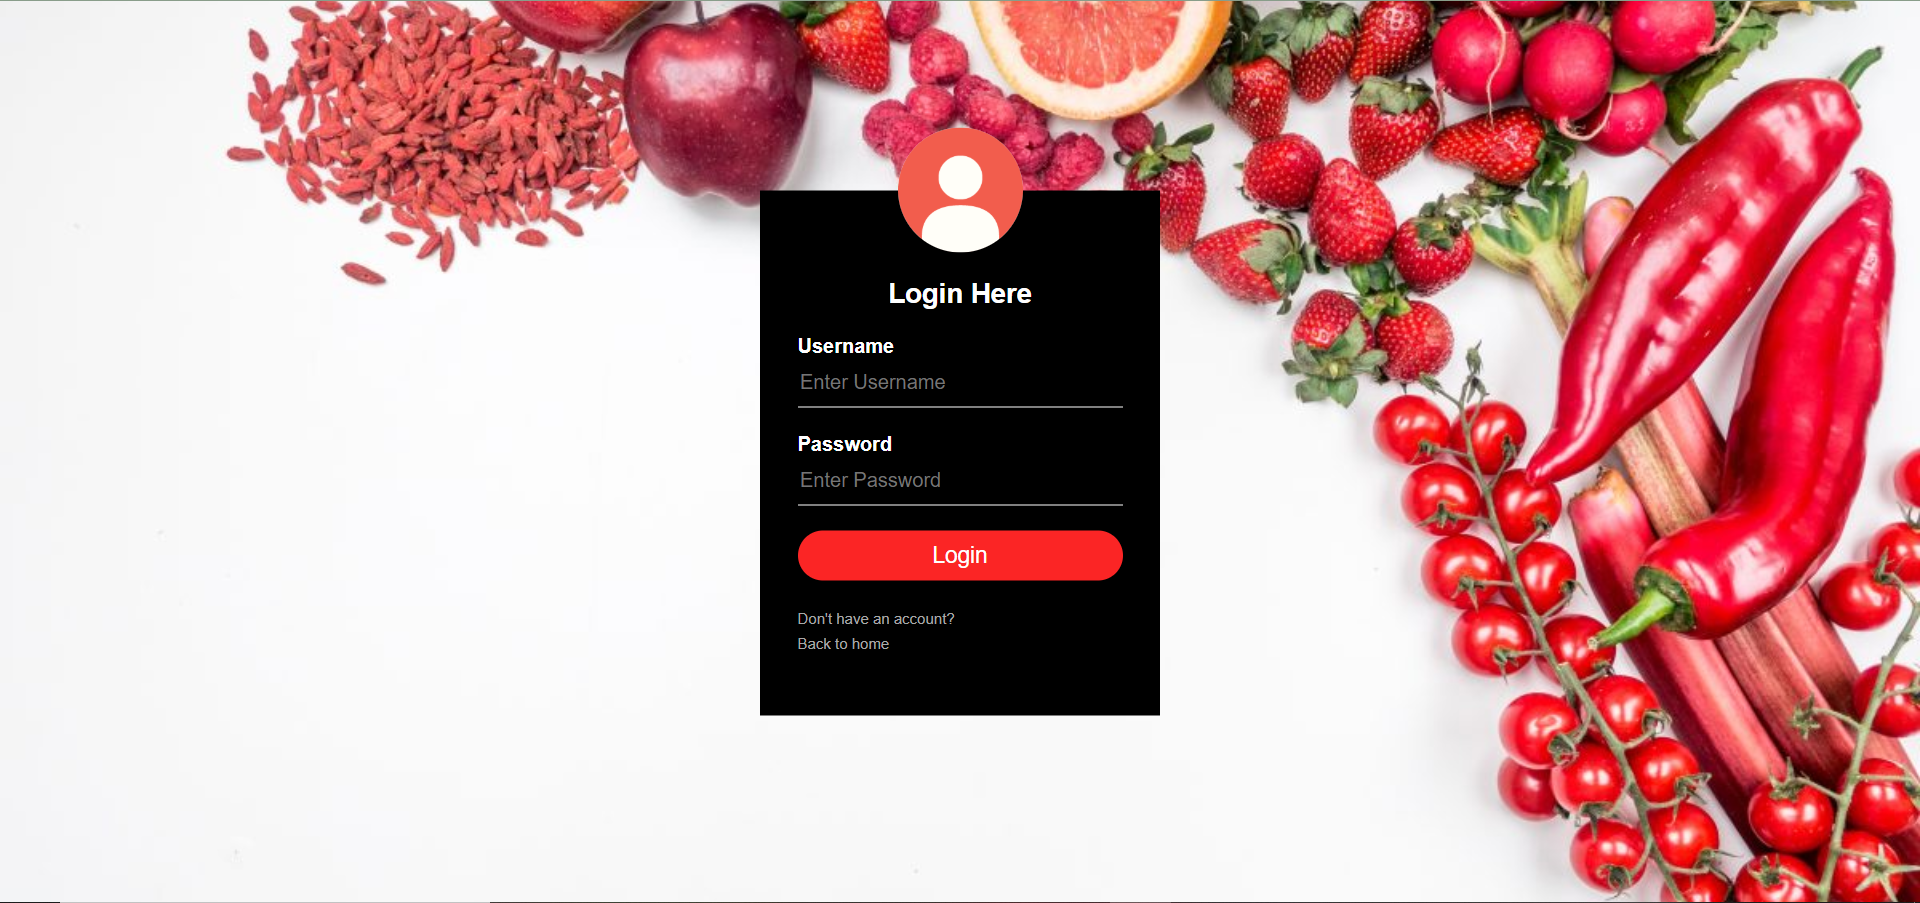 Login Here
Username
Enter Username
Password
Enter Password
Login
Don't have an account?
Back to home